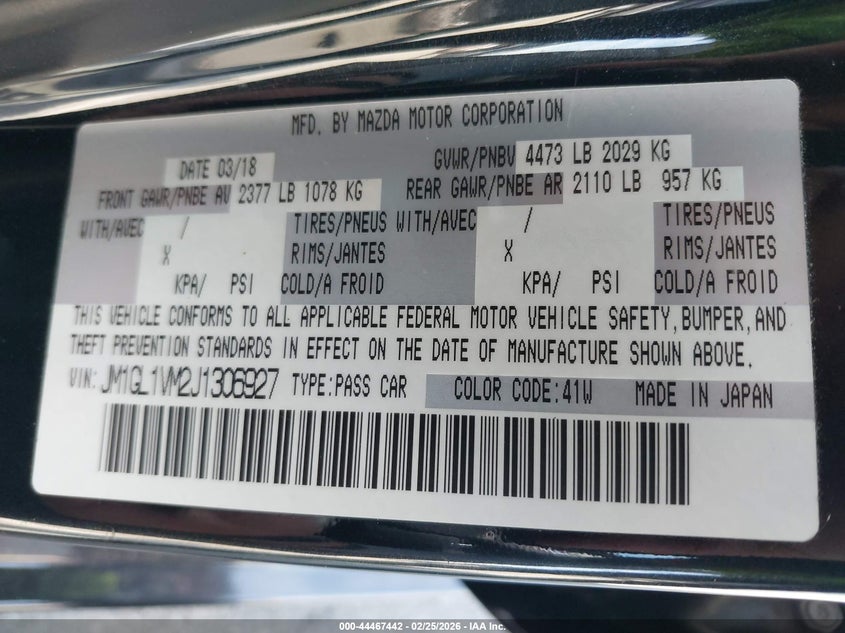 MFD. BY MAZDA MOTOR CORPORATION
DATE 03/18 GVWR/PNBV 4473 LB 2029 KG
FRONT GAWR/PNBE AV 2377 LB 1078 KG REAR GAWR/PNBE AR 2110 LB 957 KG
WITH/AVEC / TIRES/PNEUS WITH/AVEC / TIRES/PNEUS
X RIMS/JANTES X RIMS/JANTES
KPA/ PSI COLD/A FROID KPA/ PSI COLD/A FROID
THIS VEHICLE CONFORMS TO ALL APPLICABLE FEDERAL MOTOR VEHICLE SAFETY, BUMPER, AND
THEFT PREVENTION STANDARDS IN EFFECT ON THE DATE OF MANUFACTURE SHOWN ABOVE.
VIN: JM1GL1VM2J1306927 TYPE:PASS CAR COLOR CODE:41W MADE IN JAPAN
000-44467442 - 02/25/2026 - IAA Inc.